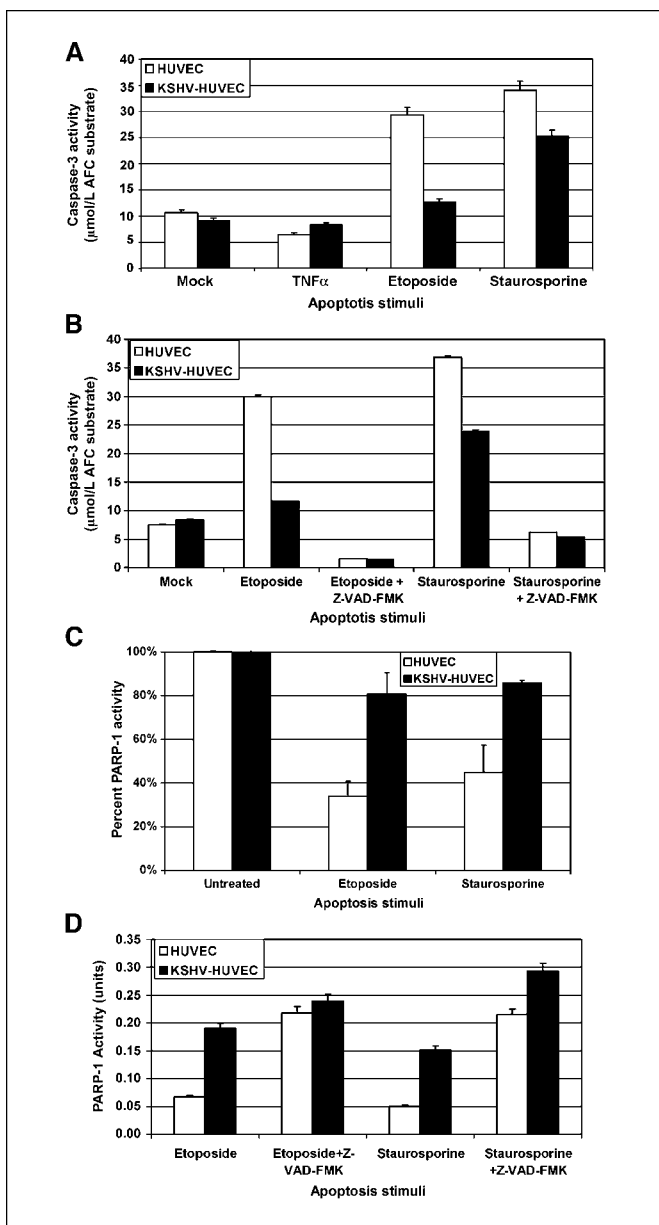 A
HUVEC
KSHV-HUVEC
Caspase-3 activity
(μmol/L AFC substrate)
40
35
30
25
20
15
10
5
0
Mock
TNFα
Etoposide
Staurosporine
Apoptotis stimuli
B
HUVEC
KSHV-HUVEC
Caspase-3 activity
(μmol/L AFC substrate)
40
35
30
25
20
15
10
5
0
Mock
Etoposide
Etoposide +
Z-VAD-FMK
Staurosporine
Staurosporine
+ Z-VAD-FMK
Apoptotis stimuli
C
HUVEC
KSHV-HUVEC
Percent PARP-1 activity
100%
80%
60%
40%
20%
0%
Untreated
Etoposide
Staurosporine
Apoptosis stimuli
D
HUVEC
KSHV-HUVEC
PARP-1 Activity (units)
0.35
0.30
0.25
0.20
0.15
0.10
0.05
0.00
Etoposide
Etoposide+Z-
VAD-FMK
Staurosporine
Staurosporine
+Z-VAD-FMK
Apoptosis stimuli